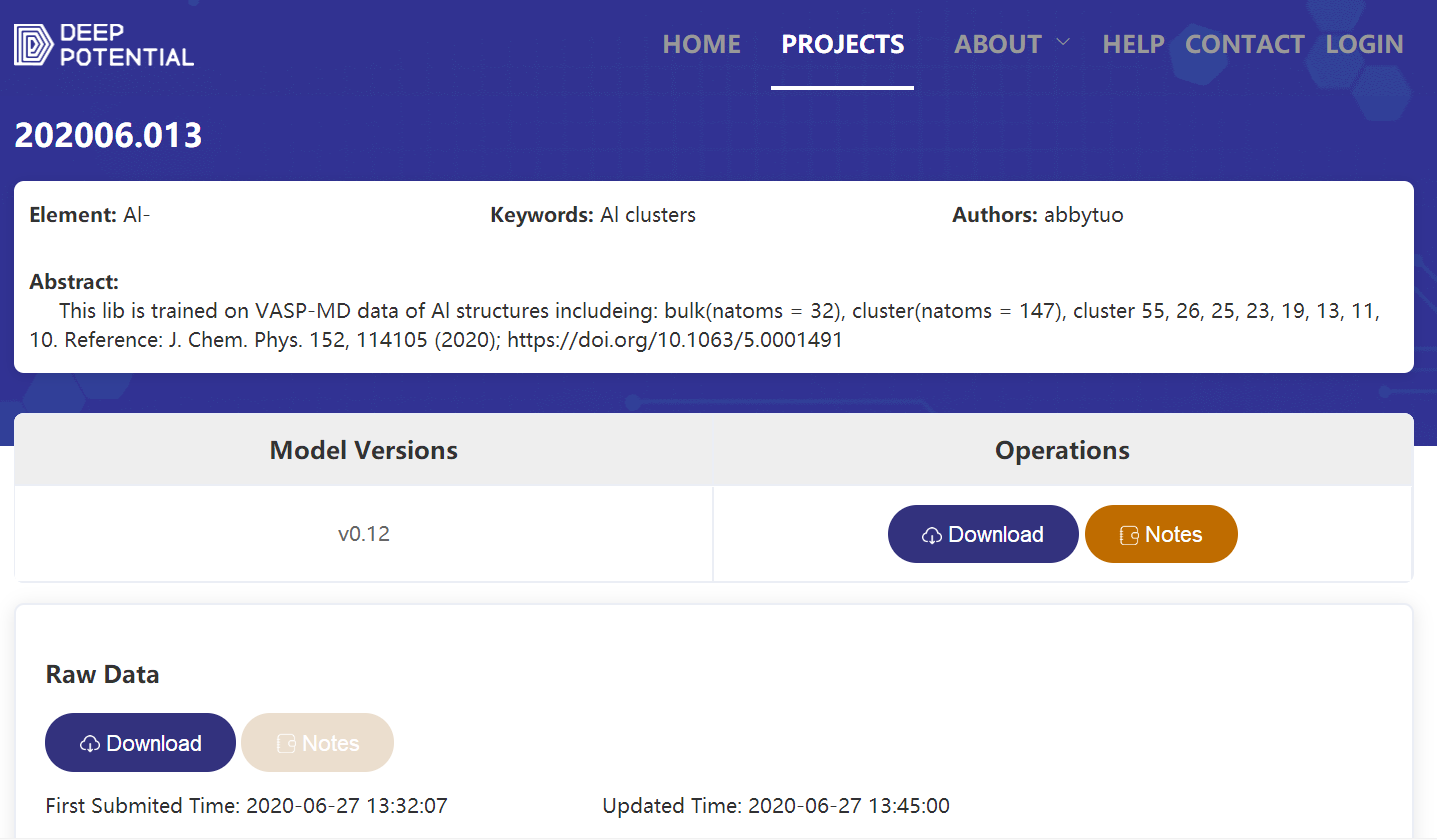 DEEP
POTENTIAL
HOME PROJECTS ABOUT HELP CONTACT LOGIN
202006.013
Element: Al- Keywords: Al clusters Authors: abbytuo
Abstract:
This lib is trained on VASP-MD data of Al structures includeing: bulk(natoms = 32), cluster(natoms = 147), cluster 55, 26, 25, 23, 19, 13, 11,
10. Reference: J. Chem. Phys. 152, 114105 (2020); https://doi.org/10.1063/5.0001491
Model Versions Operations
v0.12 Download Notes
Raw Data
Download Notes
First Submited Time: 2020-06-27 13:32:07 Updated Time: 2020-06-27 13:45:00